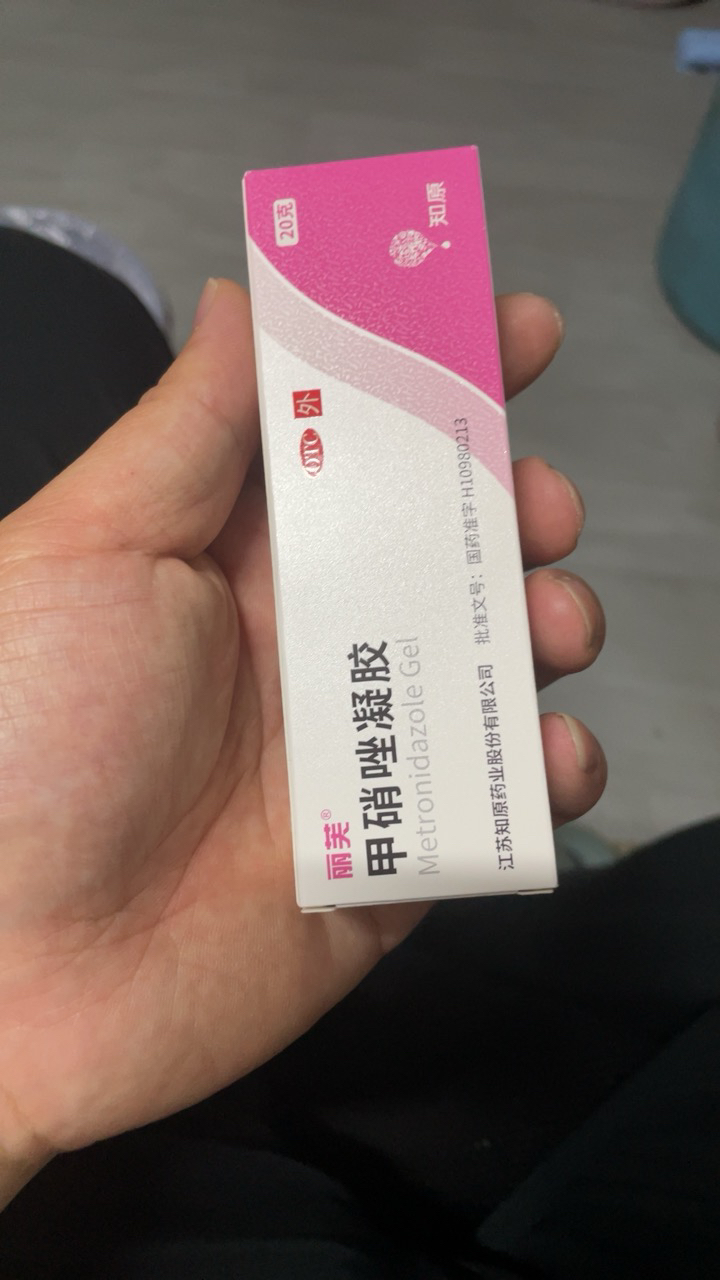 20克
知原
OTC
外
丽芙®
甲硝唑凝胶
Metronidazole Gel
江苏知原药业股份有限公司 批准文号：国药准字H10980213